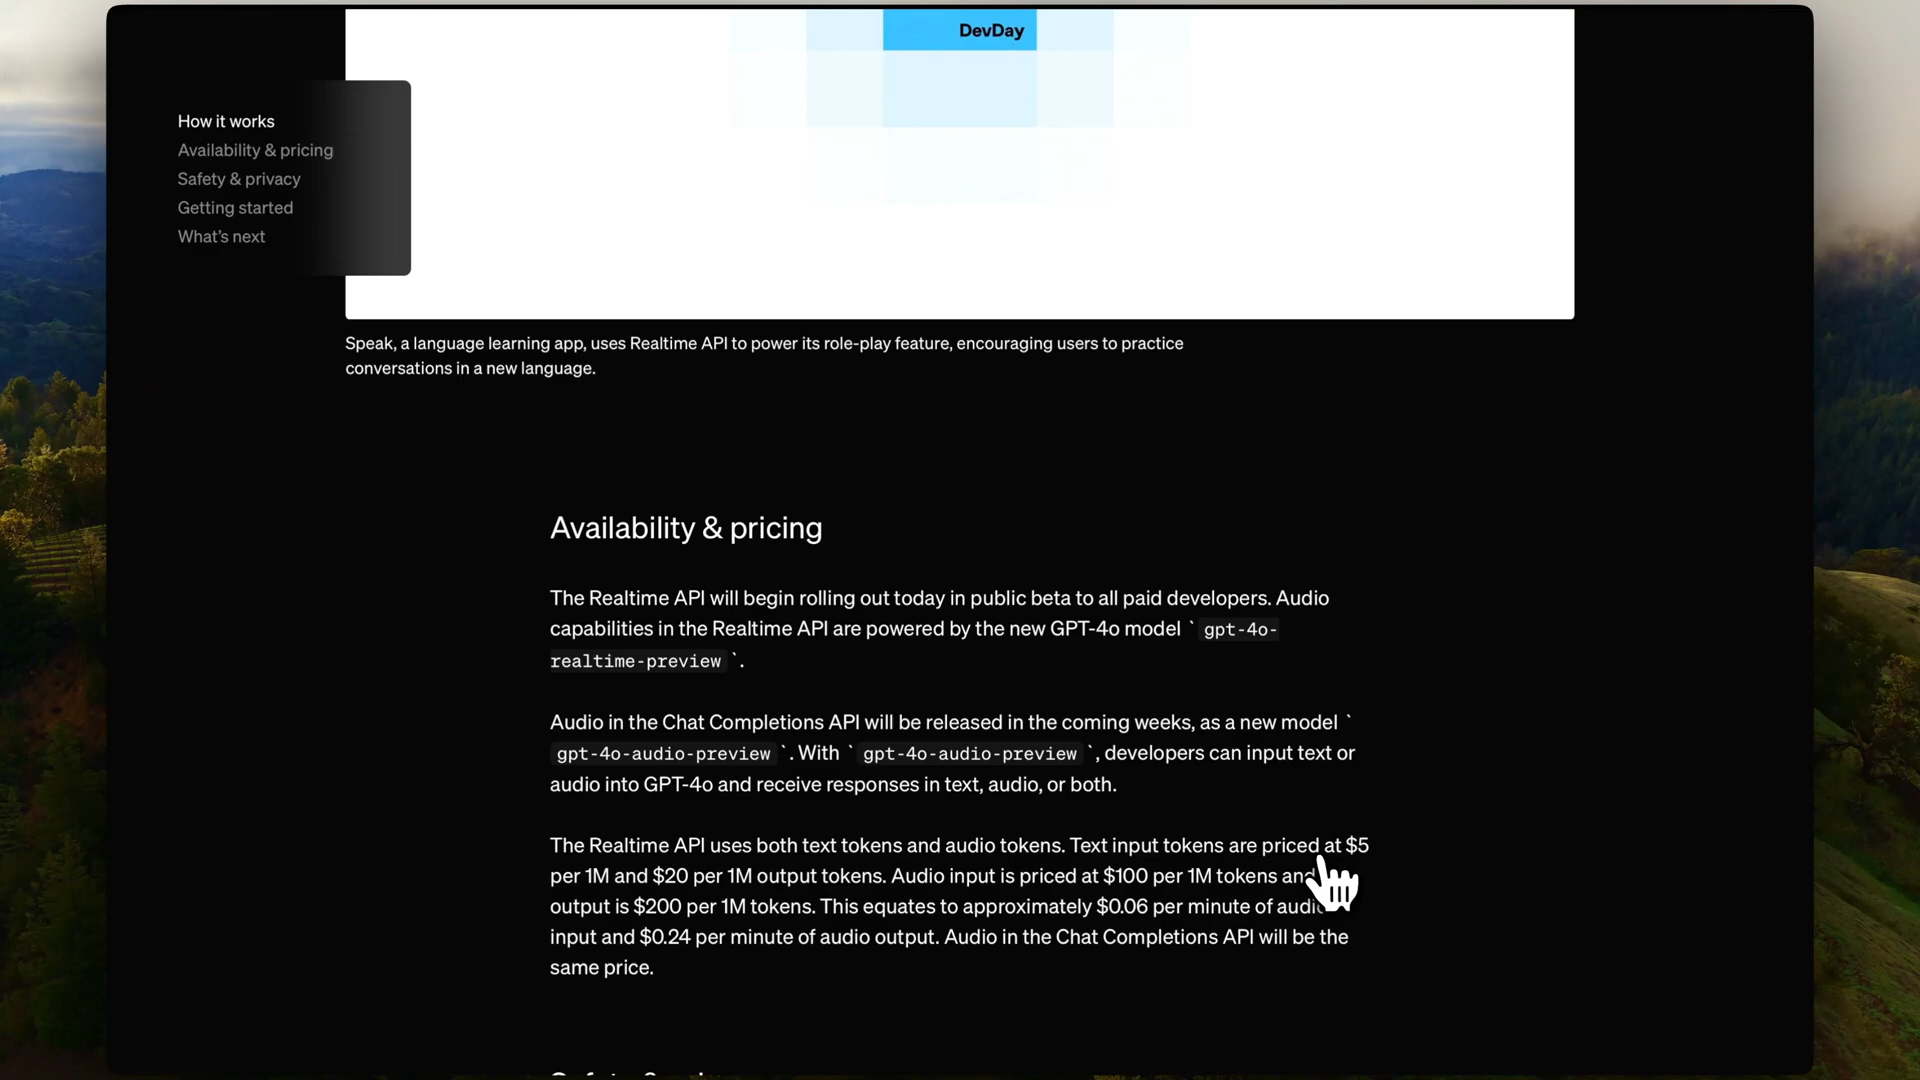 DevDay
How it works
Availability & pricing
Safety & privacy
Getting started
What's next
Speak, a language learning app, uses Realtime API to power its role-play feature, encouraging users to practice
conversations in a new language.
Availability & pricing
The Realtime API will begin rolling out today in public beta to all paid developers. Audio
capabilities in the Realtime API are powered by the new GPT-4o model ` gpt-4o-
realtime-preview `.
Audio in the Chat Completions API will be released in the coming weeks, as a new model `
gpt-4o-audio-preview `. With ` gpt-4o-audio-preview `, developers can input text or
audio into GPT-4o and receive responses in text, audio, or both.
The Realtime API uses both text tokens and audio tokens. Text input tokens are priced at $5
per 1M and $20 per 1M output tokens. Audio input is priced at $100 per 1M tokens and
output is $200 per 1M tokens. This equates to approximately $0.06 per minute of audio
input and $0.24 per minute of audio output. Audio in the Chat Completions API will be the
same price.